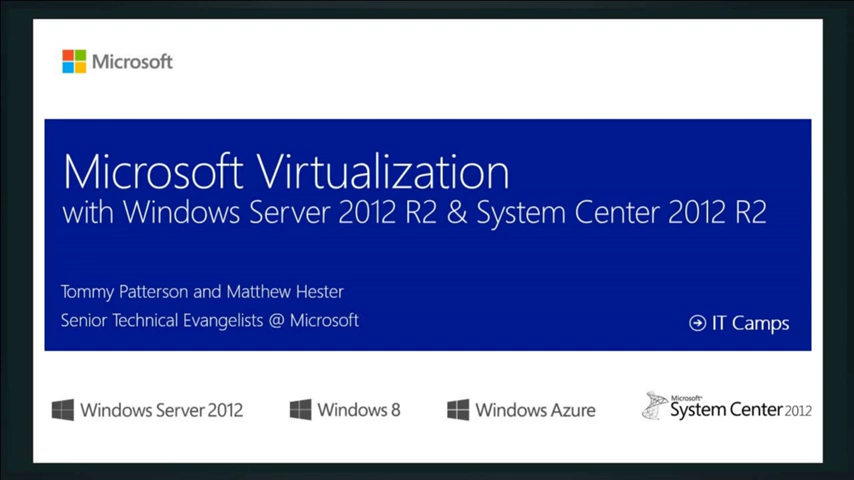 Microsoft
Microsoft Virtualization
with Windows Server 2012 R2 & System Center 2012 R2
Tommy Patterson and Matthew Hester
Senior Technical Evangelists @ Microsoft
IT Camps
Windows Server 2012
Windows 8
Windows Azure
Microsoft®
System Center 2012